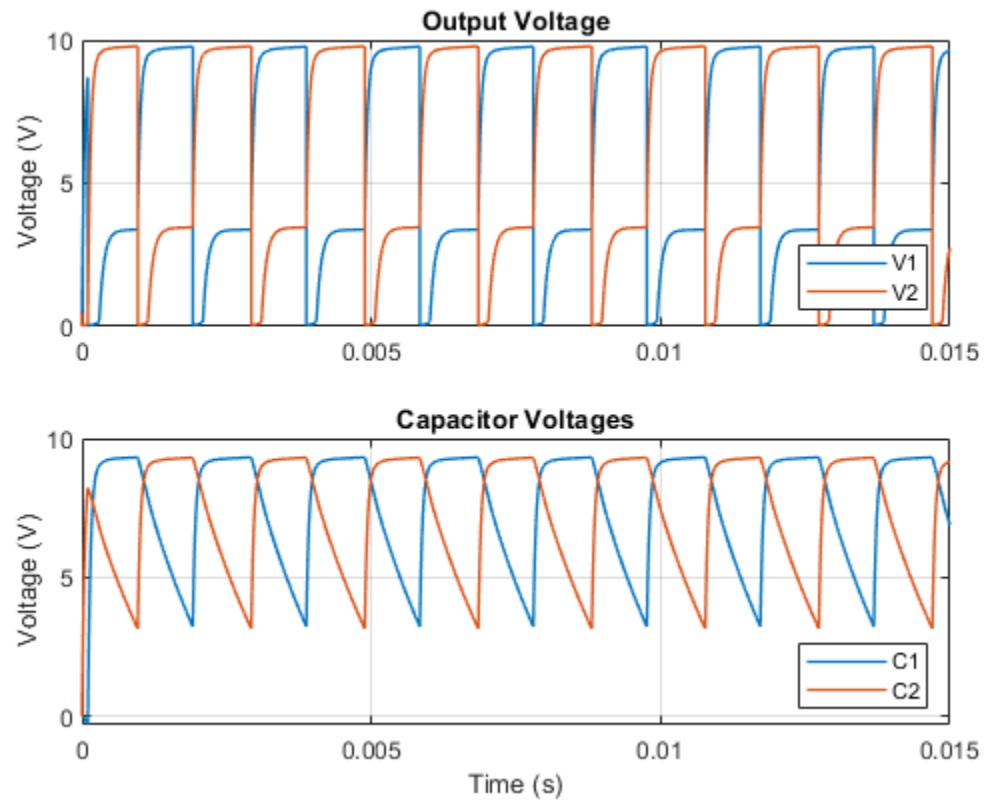 Output Voltage
10
5
0
Voltage (V)
V1
V2
0 0.005 0.01 0.015
Capacitor Voltages
10
5
0
Voltage (V)
C1
C2
0 0.005 0.01 0.015
Time (s)